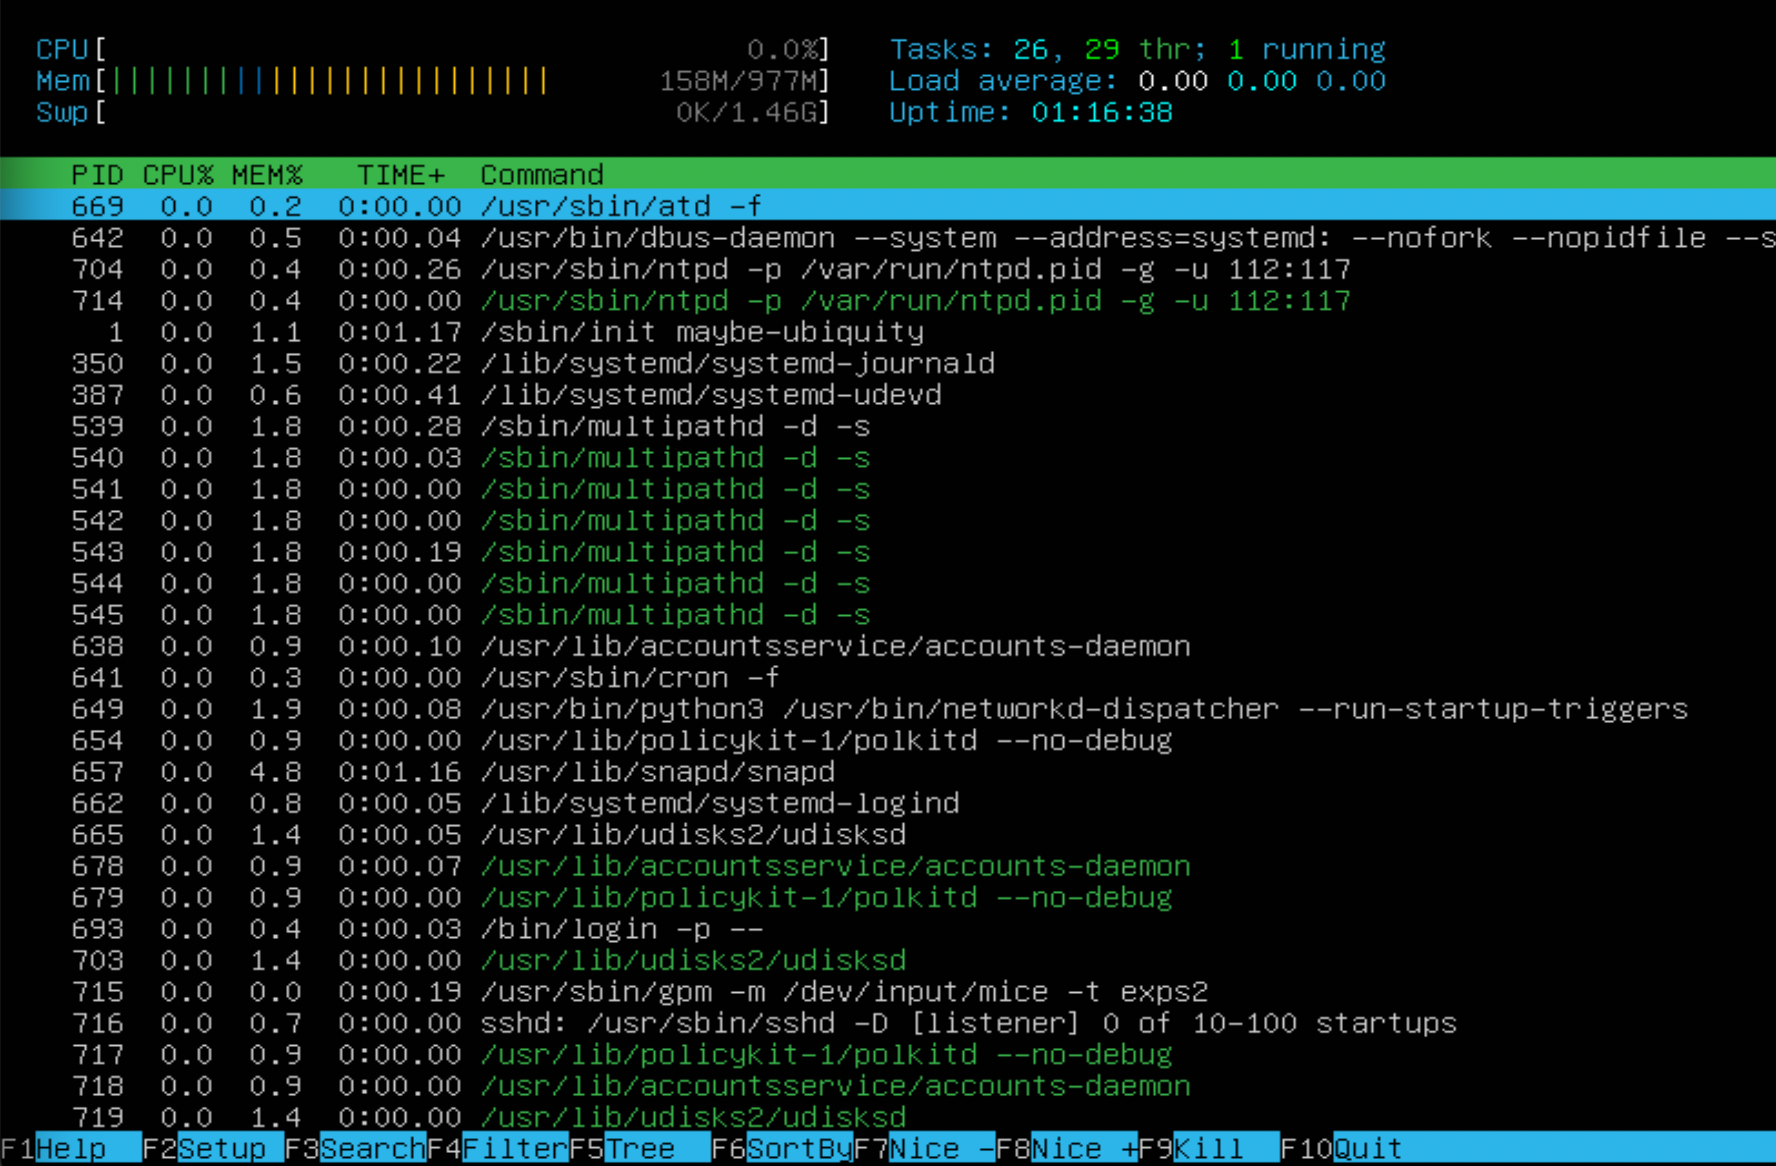 CPU[ 0.0%] Tasks: 26, 29 thr; 1 running
Mem[||||||||||||||||||||||||| 158M/977M] Load average: 0.00 0.00 0.00
Swp[ 0K/1.46G] Uptime: 01:16:38
PID CPU% MEM% TIME+ Command
669 0.0 0.2 0:00.00 /usr/sbin/atd -f
642 0.0 0.5 0:00.04 /usr/bin/dbus-daemon --system --address=systemd: --nofork --nopidfile --s
704 0.0 0.4 0:00.26 /usr/sbin/ntpd -p /var/run/ntpd.pid -g -u 112:117
714 0.0 0.4 0:00.00 /usr/sbin/ntpd -p /var/run/ntpd.pid -g -u 112:117
1 0.0 1.1 0:01.17 /sbin/init maybe-ubiquity
350 0.0 1.5 0:00.22 /lib/systemd/systemd-journald
387 0.0 0.6 0:00.41 /lib/systemd/systemd-udevd
539 0.0 1.8 0:00.28 /sbin/multipathd -d -s
540 0.0 1.8 0:00.03 /sbin/multipathd -d -s
541 0.0 1.8 0:00.00 /sbin/multipathd -d -s
542 0.0 1.8 0:00.00 /sbin/multipathd -d -s
543 0.0 1.8 0:00.19 /sbin/multipathd -d -s
544 0.0 1.8 0:00.00 /sbin/multipathd -d -s
545 0.0 1.8 0:00.00 /sbin/multipathd -d -s
638 0.0 0.9 0:00.10 /usr/lib/accountsservice/accounts-daemon
641 0.0 0.3 0:00.00 /usr/sbin/cron -f
649 0.0 1.9 0:00.08 /usr/bin/python3 /usr/bin/networkd-dispatcher --run-startup-triggers
654 0.0 0.9 0:00.00 /usr/lib/policykit-1/polkitd --no-debug
657 0.0 4.8 0:01.16 /usr/lib/snapd/snapd
662 0.0 0.8 0:00.05 /lib/systemd/systemd-logind
665 0.0 1.4 0:00.05 /usr/lib/udisks2/udisksd
678 0.0 0.9 0:00.07 /usr/lib/accountsservice/accounts-daemon
679 0.0 0.9 0:00.00 /usr/lib/policykit-1/polkitd --no-debug
693 0.0 0.4 0:00.03 /bin/login -p --
703 0.0 1.4 0:00.00 /usr/lib/udisks2/udisksd
715 0.0 0.0 0:00.19 /usr/sbin/gpm -m /dev/input/mice -t exps2
716 0.0 0.7 0:00.00 sshd: /usr/sbin/sshd -D [listener] 0 of 10-100 startups
717 0.0 0.9 0:00.00 /usr/lib/policykit-1/polkitd --no-debug
718 0.0 0.9 0:00.00 /usr/lib/accountsservice/accounts-daemon
719 0.0 1.4 0:00.00 /usr/lib/udisks2/udisksd
F1Help F2Setup F3SearchF4FilterF5Tree F6SortByF7Nice -F8Nice +F9Kill F10Quit